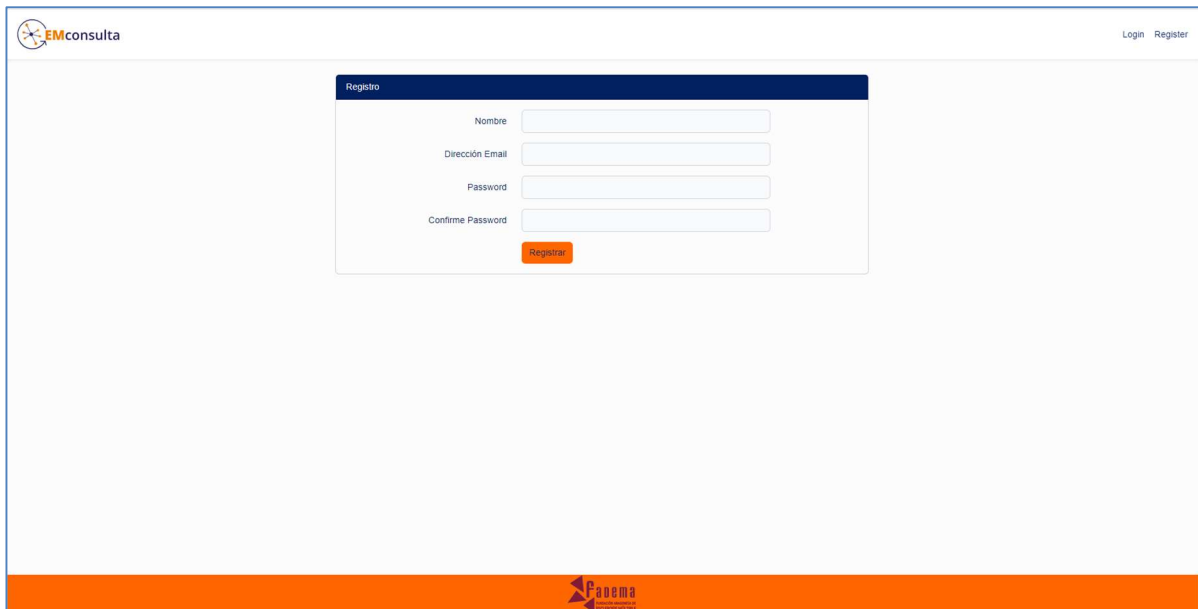 EMconsulta
Login Register
Registro
Nombre
Dirección Email
Password
Confirme Password
Registrar
Fadema